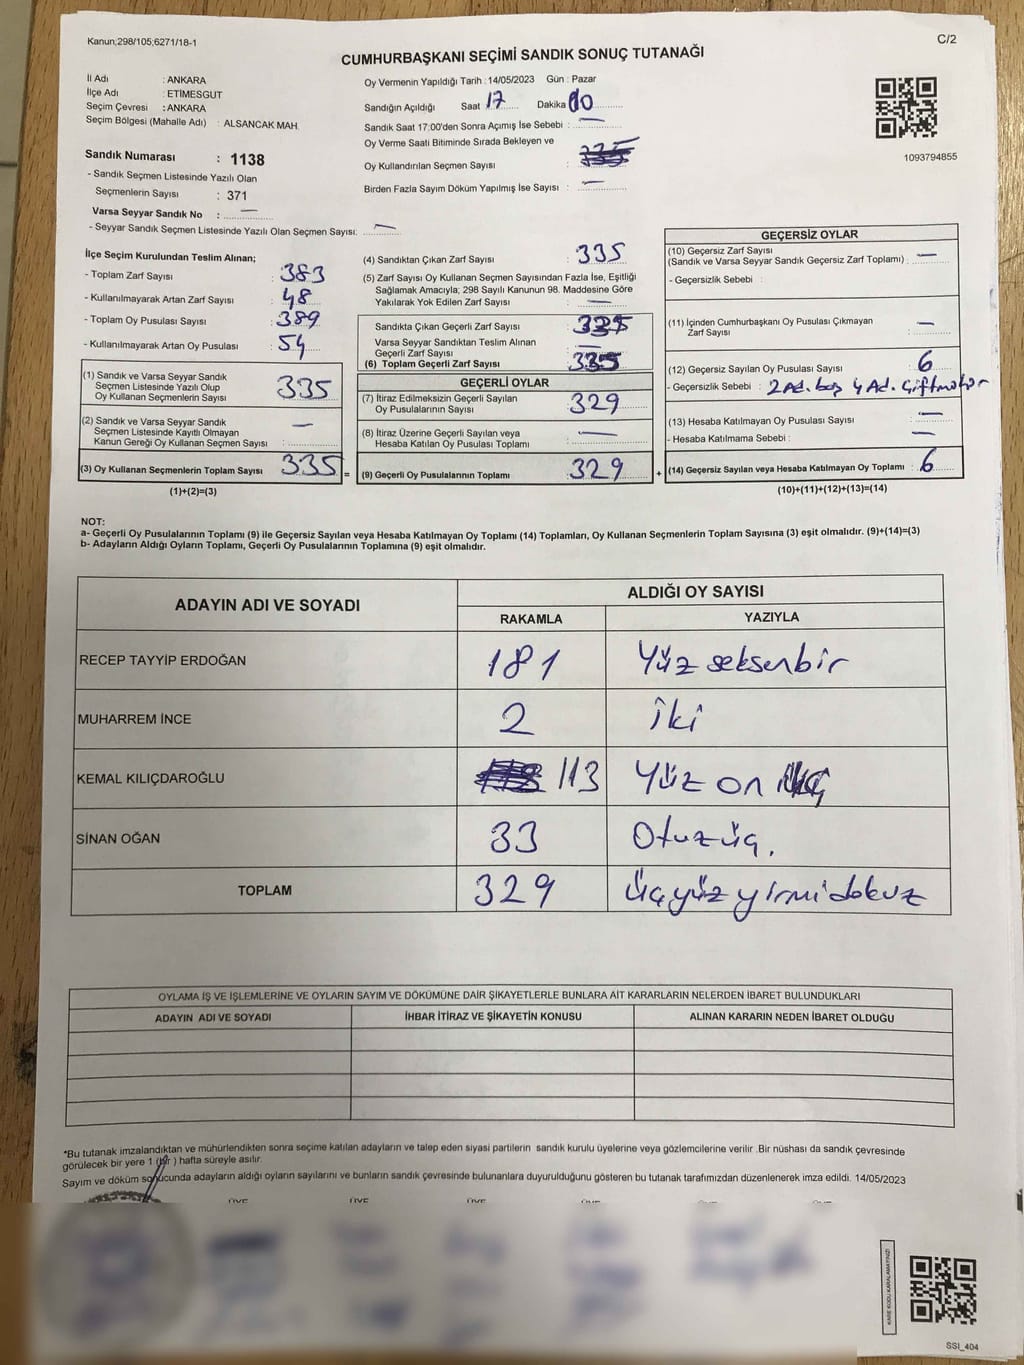 Kanun;298/105;6271/18-1
C/2
CUMHURBAŞKANI SEÇİMİ SANDIK SONUÇ TUTANAĞI
İl Adı : ANKARA
İlçe Adı : ETİMESGUT
Seçim Çevresi : ANKARA
Seçim Bölgesi (Mahalle Adı) : ALSANCAK MAH.
Sandık Numarası : 1138
- Sandık Seçmen Listesinde Yazılı Olan
Seçmenlerin Sayısı : 371
Varsa Seyyar Sandık No : —
- Seyyar Sandık Seçmen Listesinde Yazılı Olan Seçmen Sayısı: —
Oy Vermenin Yapıldığı Tarih : 14/05/2023 Gün : Pazar
Sandığın Açıldığı Saat 17 Dakika 00
Sandık Saat 17:00'den Sonra Açımış İse Sebebi : —
Oy Verme Saati Bitiminde Sırada Bekleyen ve
Oy Kullandırılan Seçmen Sayısı :
Birden Fazla Sayım Döküm Yapılmış İse Sayısı : —
1093794855
İlçe Seçim Kurulundan Teslim Alınan;
- Toplam Zarf Sayısı : 383
- Kullanılmayarak Artan Zarf Sayısı : 48
- Toplam Oy Pusulası Sayısı : 389
- Kullanılmayarak Artan Oy Pusulası : 54
(1) Sandık ve Varsa Seyyar Sandık
Seçmen Listesinde Yazılı Olup
Oy Kullanan Seçmenlerin Sayısı : 335
(2) Sandık ve Varsa Seyyar Sandık
Seçmen Listesinde Kayıtlı Olmayan
Kanun Gereği Oy Kullanan Seçmen Sayısı : —
(3) Oy Kullanan Seçmenlerin Toplam Sayısı : 335 =
(1)+(2)=(3)
(4) Sandıktan Çıkan Zarf Sayısı : 335
(5) Zarf Sayısı Oy Kullanan Seçmen Sayısından Fazla İse, Eşitliği
Sağlamak Amacıyla; 298 Sayılı Kanunun 98. Maddesine Göre
Yakılarak Yok Edilen Zarf Sayısı : —
Sandıkta Çıkan Geçerli Zarf Sayısı : 335
Varsa Seyyar Sandıktan Teslim Alınan
Geçerli Zarf Sayısı : —
(6) Toplam Geçerli Zarf Sayısı : 335
GEÇERLİ OYLAR
(7) İtiraz Edilmeksizin Geçerli Sayılan
Oy Pusulalarının Sayısı : 329
(8) İtiraz Üzerine Geçerli Sayılan veya
Hesaba Katılan Oy Pusulaları Toplamı : —
(9) Geçerli Oy Pusulalarının Toplamı : 329 +
GEÇERSİZ OYLAR
(10) Geçersiz Zarf Sayısı
(Sandık ve Varsa Seyyar Sandık Geçersiz Zarf Toplamı) : —
- Geçersizlik Sebebi :
(11) İçinden Cumhurbaşkanı Oy Pusulası Çıkmayan
Zarf Sayısı : —
(12) Geçersiz Sayılan Oy Pusulası Sayısı : 6
- Geçersizlik Sebebi : 2 Ad. boş 4 Ad. çift mühür
(13) Hesaba Katılmayan Oy Pusulası Sayısı : —
- Hesaba Katılmama Sebebi : —
(14) Geçersiz Sayılan veya Hesaba Katılmayan Oy Toplamı : 6
(10)+(11)+(12)+(13)=(14)
NOT:
a- Geçerli Oy Pusulalarının Toplamı (9) ile Geçersiz Sayılan veya Hesaba Katılmayan Oy Toplamı (14) Toplamları, Oy Kullanan Seçmenlerin Toplam Sayısına (3) eşit olmalıdır. (9)+(14)=(3)
b- Adayların Aldığı Oyların Toplamı, Geçerli Oy Pusulalarının Toplamına (9) eşit olmalıdır.
ADAYIN ADI VE SOYADI
ALDIĞI OY SAYISI
RAKAMLA YAZIYLA
RECEP TAYYİP ERDOĞAN 181 Yüz seksenbir
MUHARREM İNCE 2 İki
KEMAL KILIÇDAROĞLU 113 Yüz on üç
SİNAN OĞAN 33 Otuzüç.
TOPLAM 329 Üçyüz yirmidokuz
OYLAMA İŞ VE İŞLEMLERİNE VE OYLARIN SAYIM VE DÖKÜMÜNE DAİR ŞİKAYETLERLE BUNLARA AİT KARARLARIN NELERDEN İBARET BULUNDUKLARI
ADAYIN ADI VE SOYADI İHBAR İTİRAZ VE ŞİKAYETİN KONUSU ALINAN KARARIN NEDEN İBARET OLDUĞU
*Bu tutanak imzalandıktan ve mühürlendikten sonra seçime katılan adayların ve talep eden siyasi partilerin sandık kurulu üyelerine veya gözlemcilerine verilir .Bir nüshası da sandık çevresinde
görülecek bir yere 1 (bir ) hafta süreyle asılır.
Sayım ve döküm sonucunda adayların aldığı oyların sayılarını ve bunların sandık çevresinde bulunanlara duyurulduğunu gösteren bu tutanak tarafımızdan düzenlenerek imza edildi. 14/05/2023
ÜYE ÜYE ÜYE
KARE KODU KARALAMAYINIZ!
SSI_404